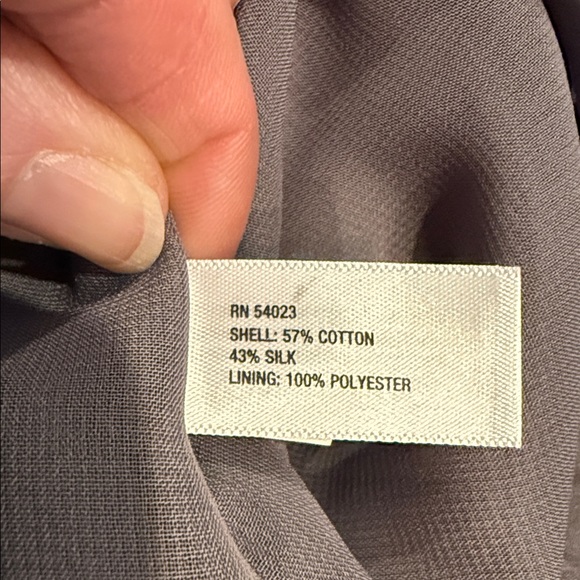 RN 54023
SHELL: 57% COTTON
43% SILK
LINING: 100% POLYESTER